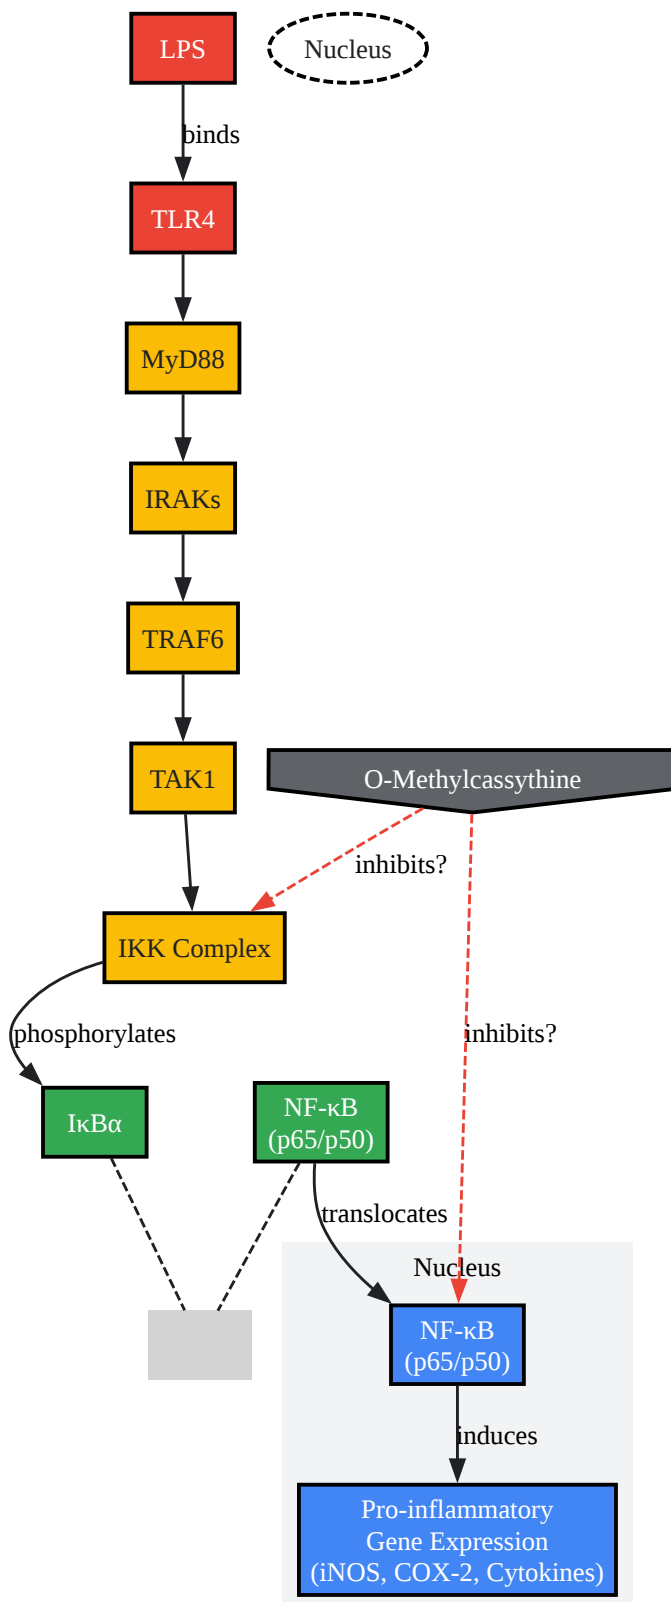 LPS
Nucleus
binds
TLR4
MyD88
IRAKs
TRAF6
TAK1
O-Methylcassythine
inhibits?
IKK Complex
phosphorylates
inhibits?
IκBα
NF-κB
(p65/p50)
translocates
Nucleus
NF-κB
(p65/p50)
induces
Pro-inflammatory
Gene Expression
(iNOS, COX-2, Cytokines)